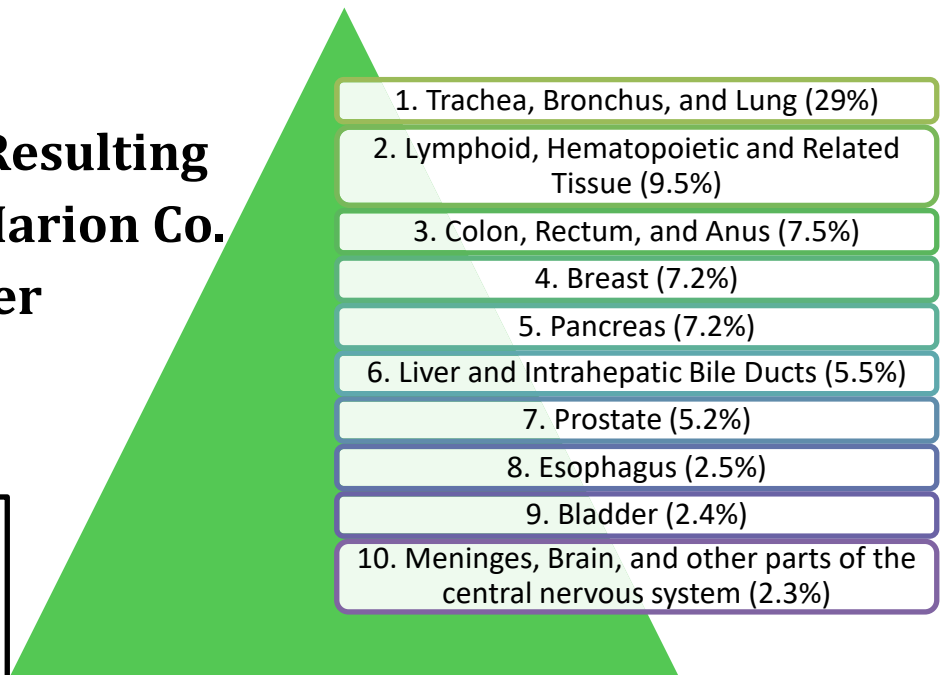 Resulting
Marion Co.
1. Trachea, Bronchus, and Lung (29%)
2. Lymphoid, Hematopoietic and Related
Tissue (9.5%)
3. Colon, Rectum, and Anus (7.5%)
4. Breast (7.2%)
5. Pancreas (7.2%)
6. Liver and Intrahepatic Bile Ducts (5.5%)
7. Prostate (5.2%)
8. Esophagus (2.5%)
9. Bladder (2.4%)
10. Meninges, Brain, and other parts of the
central nervous system (2.3%)